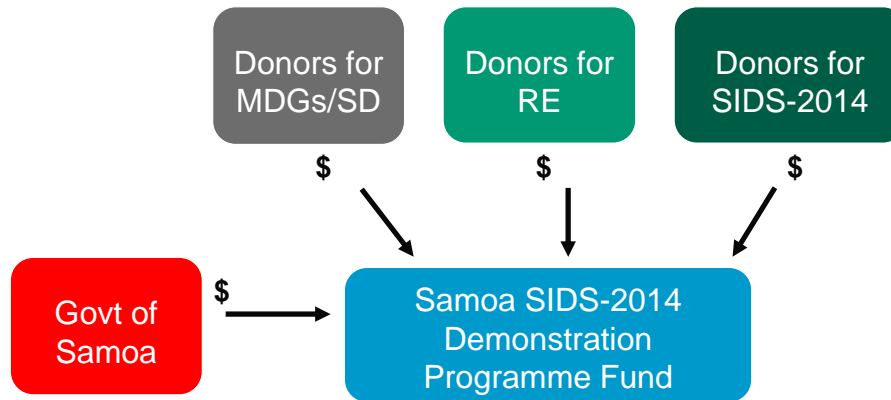 Donors for
MDGs/SD
Donors for
RE
Donors for
SIDS-2014
$
$
$
Govt of
Samoa
$
Samoa SIDS-2014
Demonstration
Programme Fund